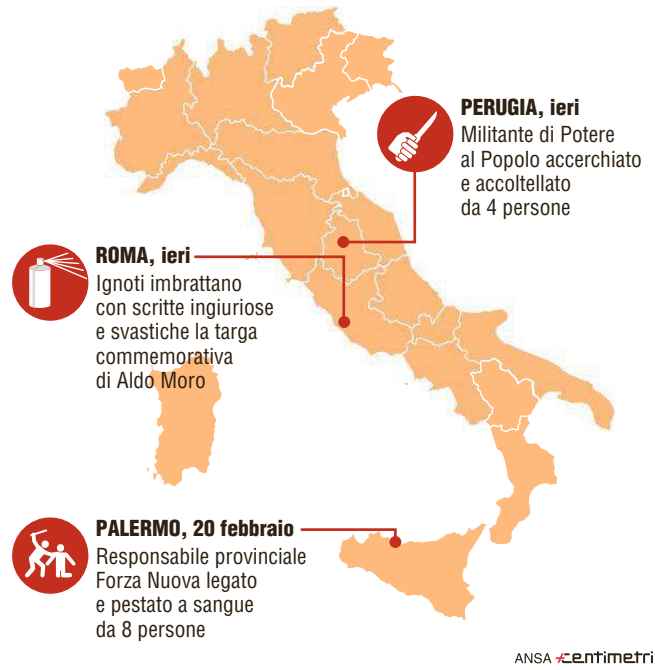 PERUGIA, ieri
Militante di Potere
al Popolo accerchiato
e accoltellato
da 4 persone
ROMA, ieri
Ignoti imbrattano
con scritte ingiuriose
e svastiche la targa
commemorativa
di Aldo Moro
PALERMO, 20 febbraio
Responsabile provinciale
Forza Nuova legato
e pestato a sangue
da 8 persone
ANSA centimetri